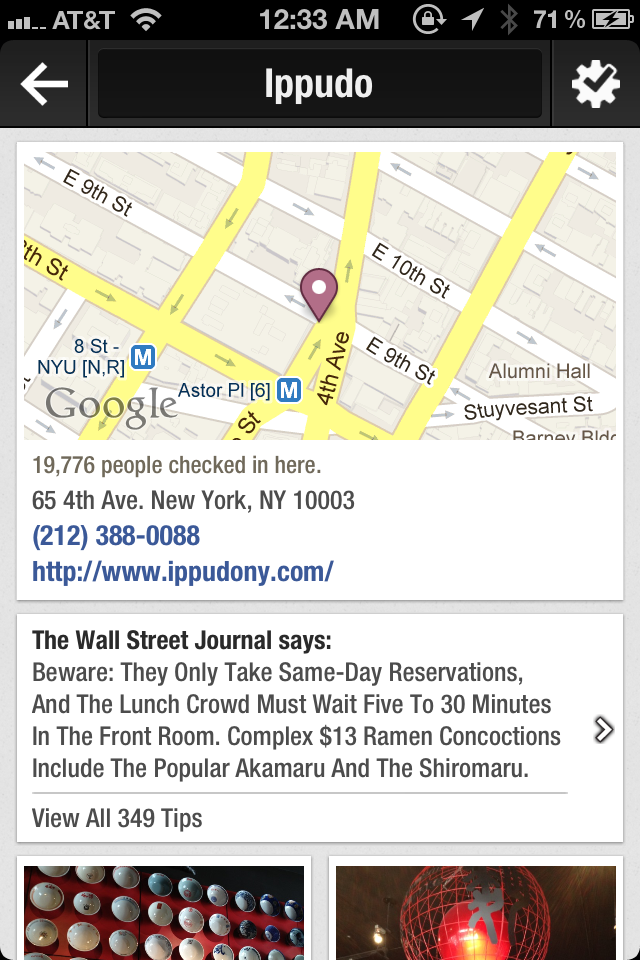 AT&T 12:33 AM 71%
Ippudo
E 9th St
th St
E 10th St
8 St -
NYU [N,R]
M
Astor Pl [6]
M
4th Ave
E 9th St
Alumni Hall
Stuyvesant St
Google
St
Barney Bldg
19,776 people checked in here.
65 4th Ave. New York, NY 10003
(212) 388-0088
http://www.ippudony.com/
The Wall Street Journal says:
Beware: They Only Take Same-Day Reservations,
And The Lunch Crowd Must Wait Five To 30 Minutes
In The Front Room. Complex $13 Ramen Concoctions
Include The Popular Akamaru And The Shiromaru.
View All 349 Tips